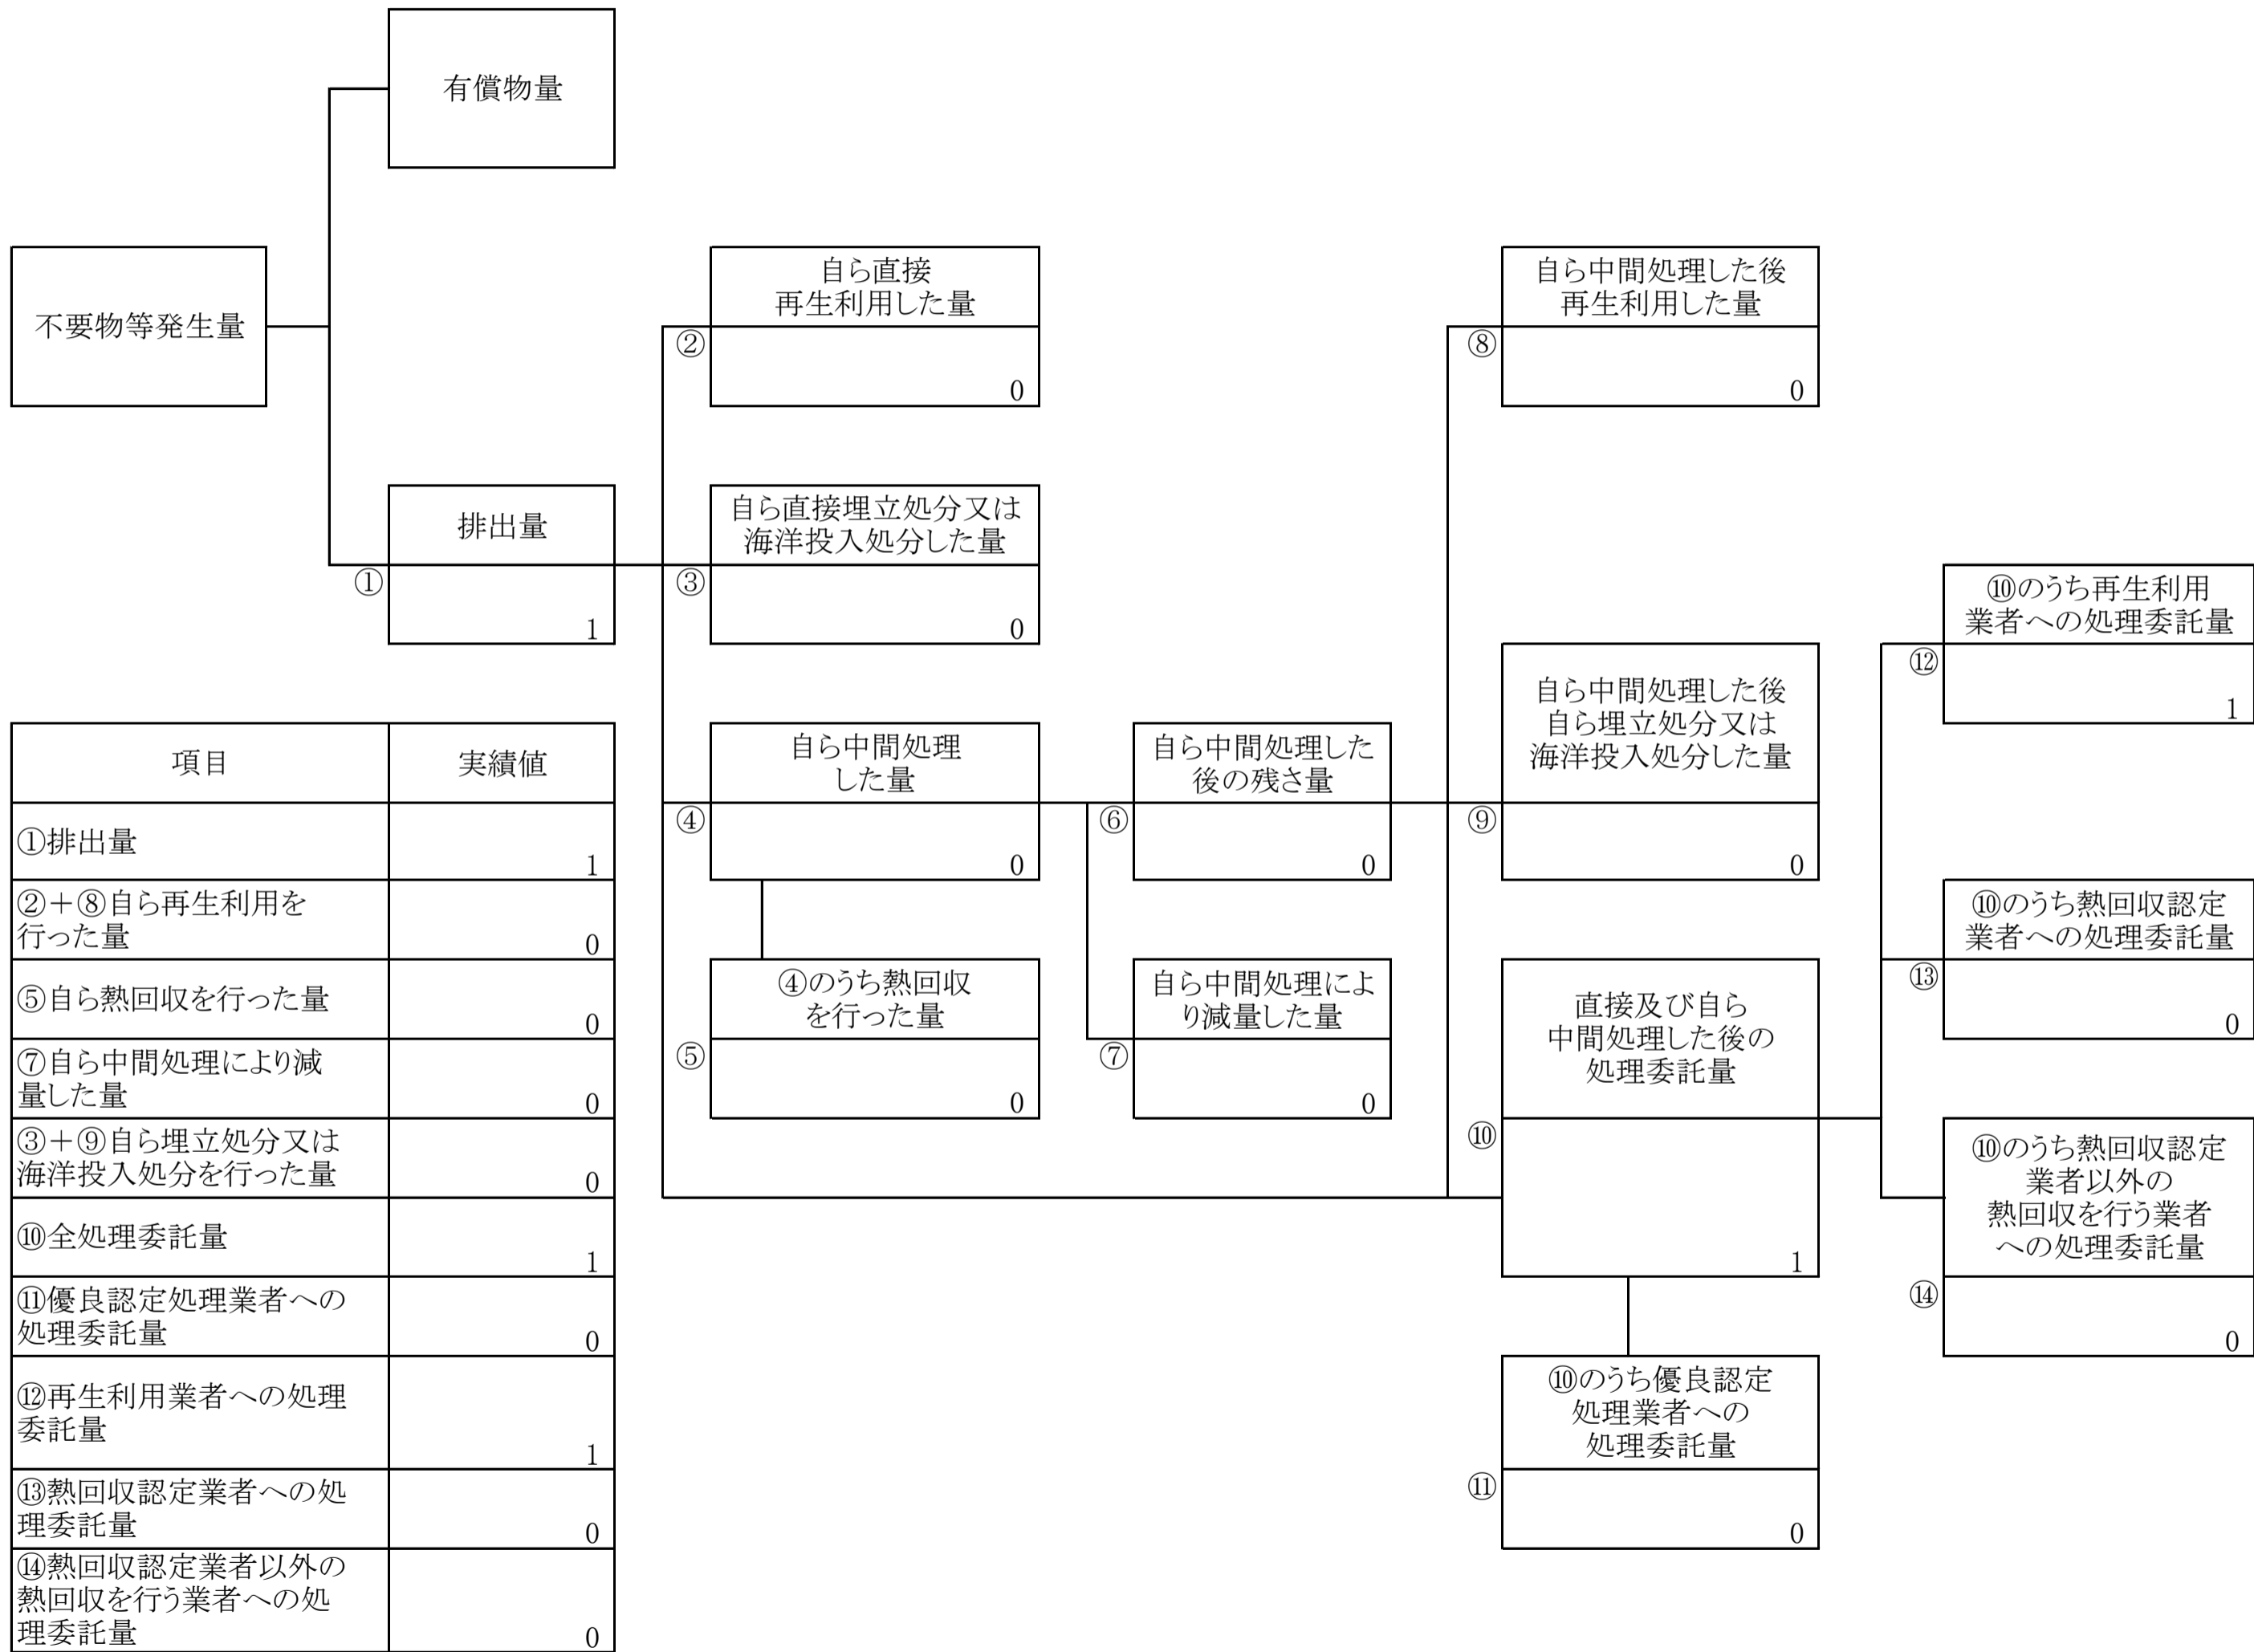 有償物量
不要物等発生量
自ら直接
再生利用した量
②
0
自ら中間処理した後
再生利用した量
⑧
0
排出量
①
1
自ら直接埋立処分又は
海洋投入処分した量
③
0
⑩のうち再生利用
業者への処理委託量
⑫
1
自ら中間処理
した量
④
0
自ら中間処理した
後の残さ量
⑥
0
自ら中間処理した後
自ら埋立処分又は
海洋投入処分した量
⑨
0
⑩のうち熱回収認定
業者への処理委託量
⑬
0
④のうち熱回収
を行った量
⑤
0
自ら中間処理によ
り減量した量
⑦
0
直接及び自ら
中間処理した後の
処理委託量
⑩
1
⑩のうち熱回収認定
業者以外の
熱回収を行う業者
への処理委託量
⑭
0
⑩のうち優良認定
処理業者への
処理委託量
⑪
0
項目 実績値
①排出量
1
②+⑧自ら再生利用を
行った量
0
⑤自ら熱回収を行った量
0
⑦自ら中間処理により減
量した量
0
③+⑨自ら埋立処分又は
海洋投入処分を行った量
0
⑩全処理委託量
1
⑪優良認定処理業者への
処理委託量
0
⑫再生利用業者への処理
委託量
1
⑬熱回収認定業者への処
理委託量
0
⑭熱回収認定業者以外の
熱回収を行う業者への処
理委託量
0